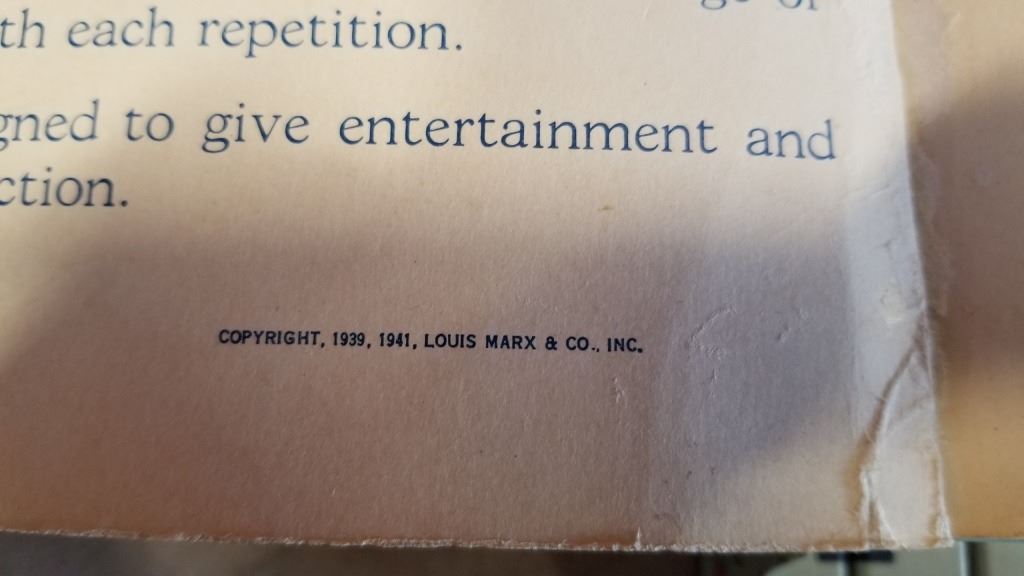 th each repetition.
gned to give entertainment and
ction.
COPYRIGHT, 1939, 1941, LOUIS MARX & CO., INC.